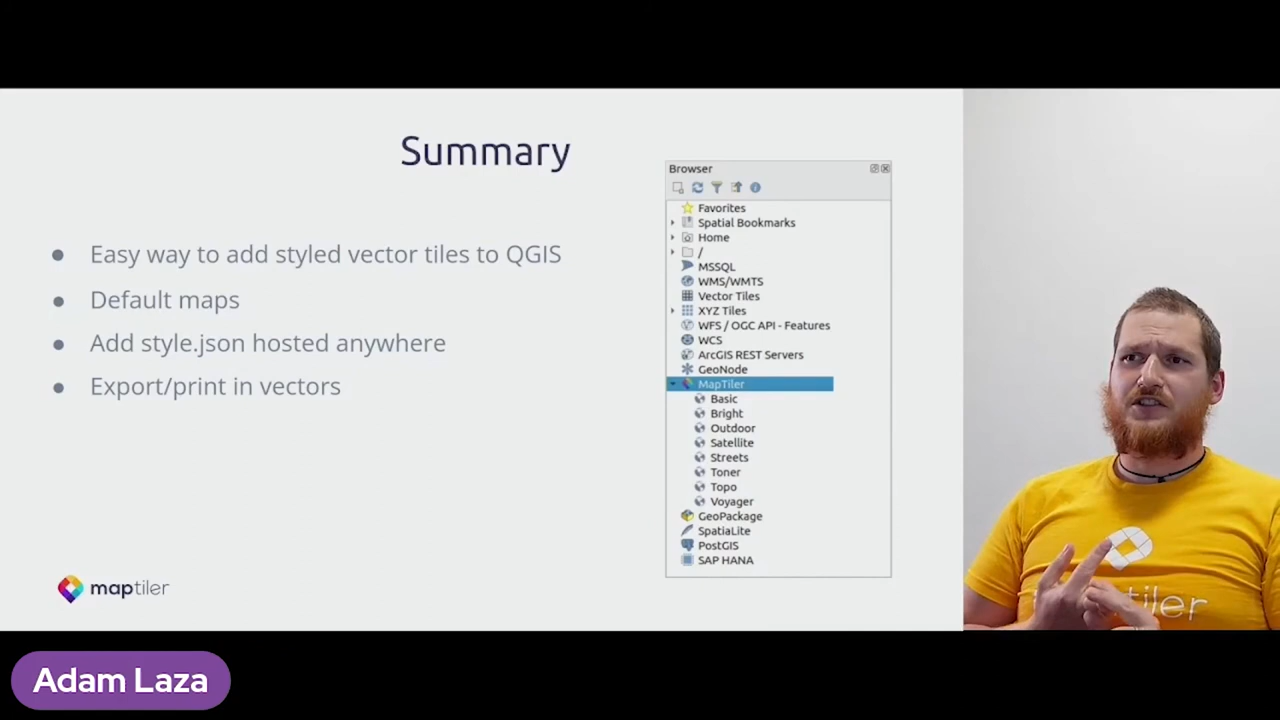 Summary
Easy way to add styled vector tiles to QGIS
Default maps
Add style.json hosted anywhere
Export/print in vectors
Browser
Favorites
Spatial Bookmarks
Home
/
MSSQL
WMS/WMTS
Vector Tiles
XYZ Tiles
WFS / OGC API - Features
WCS
ArcGIS REST Servers
GeoNode
MapTiler
Basic
Bright
Outdoor
Satellite
Streets
Toner
Topo
Voyager
GeoPackage
SpatiaLite
PostGIS
SAP HANA
maptiler
Adam Laza